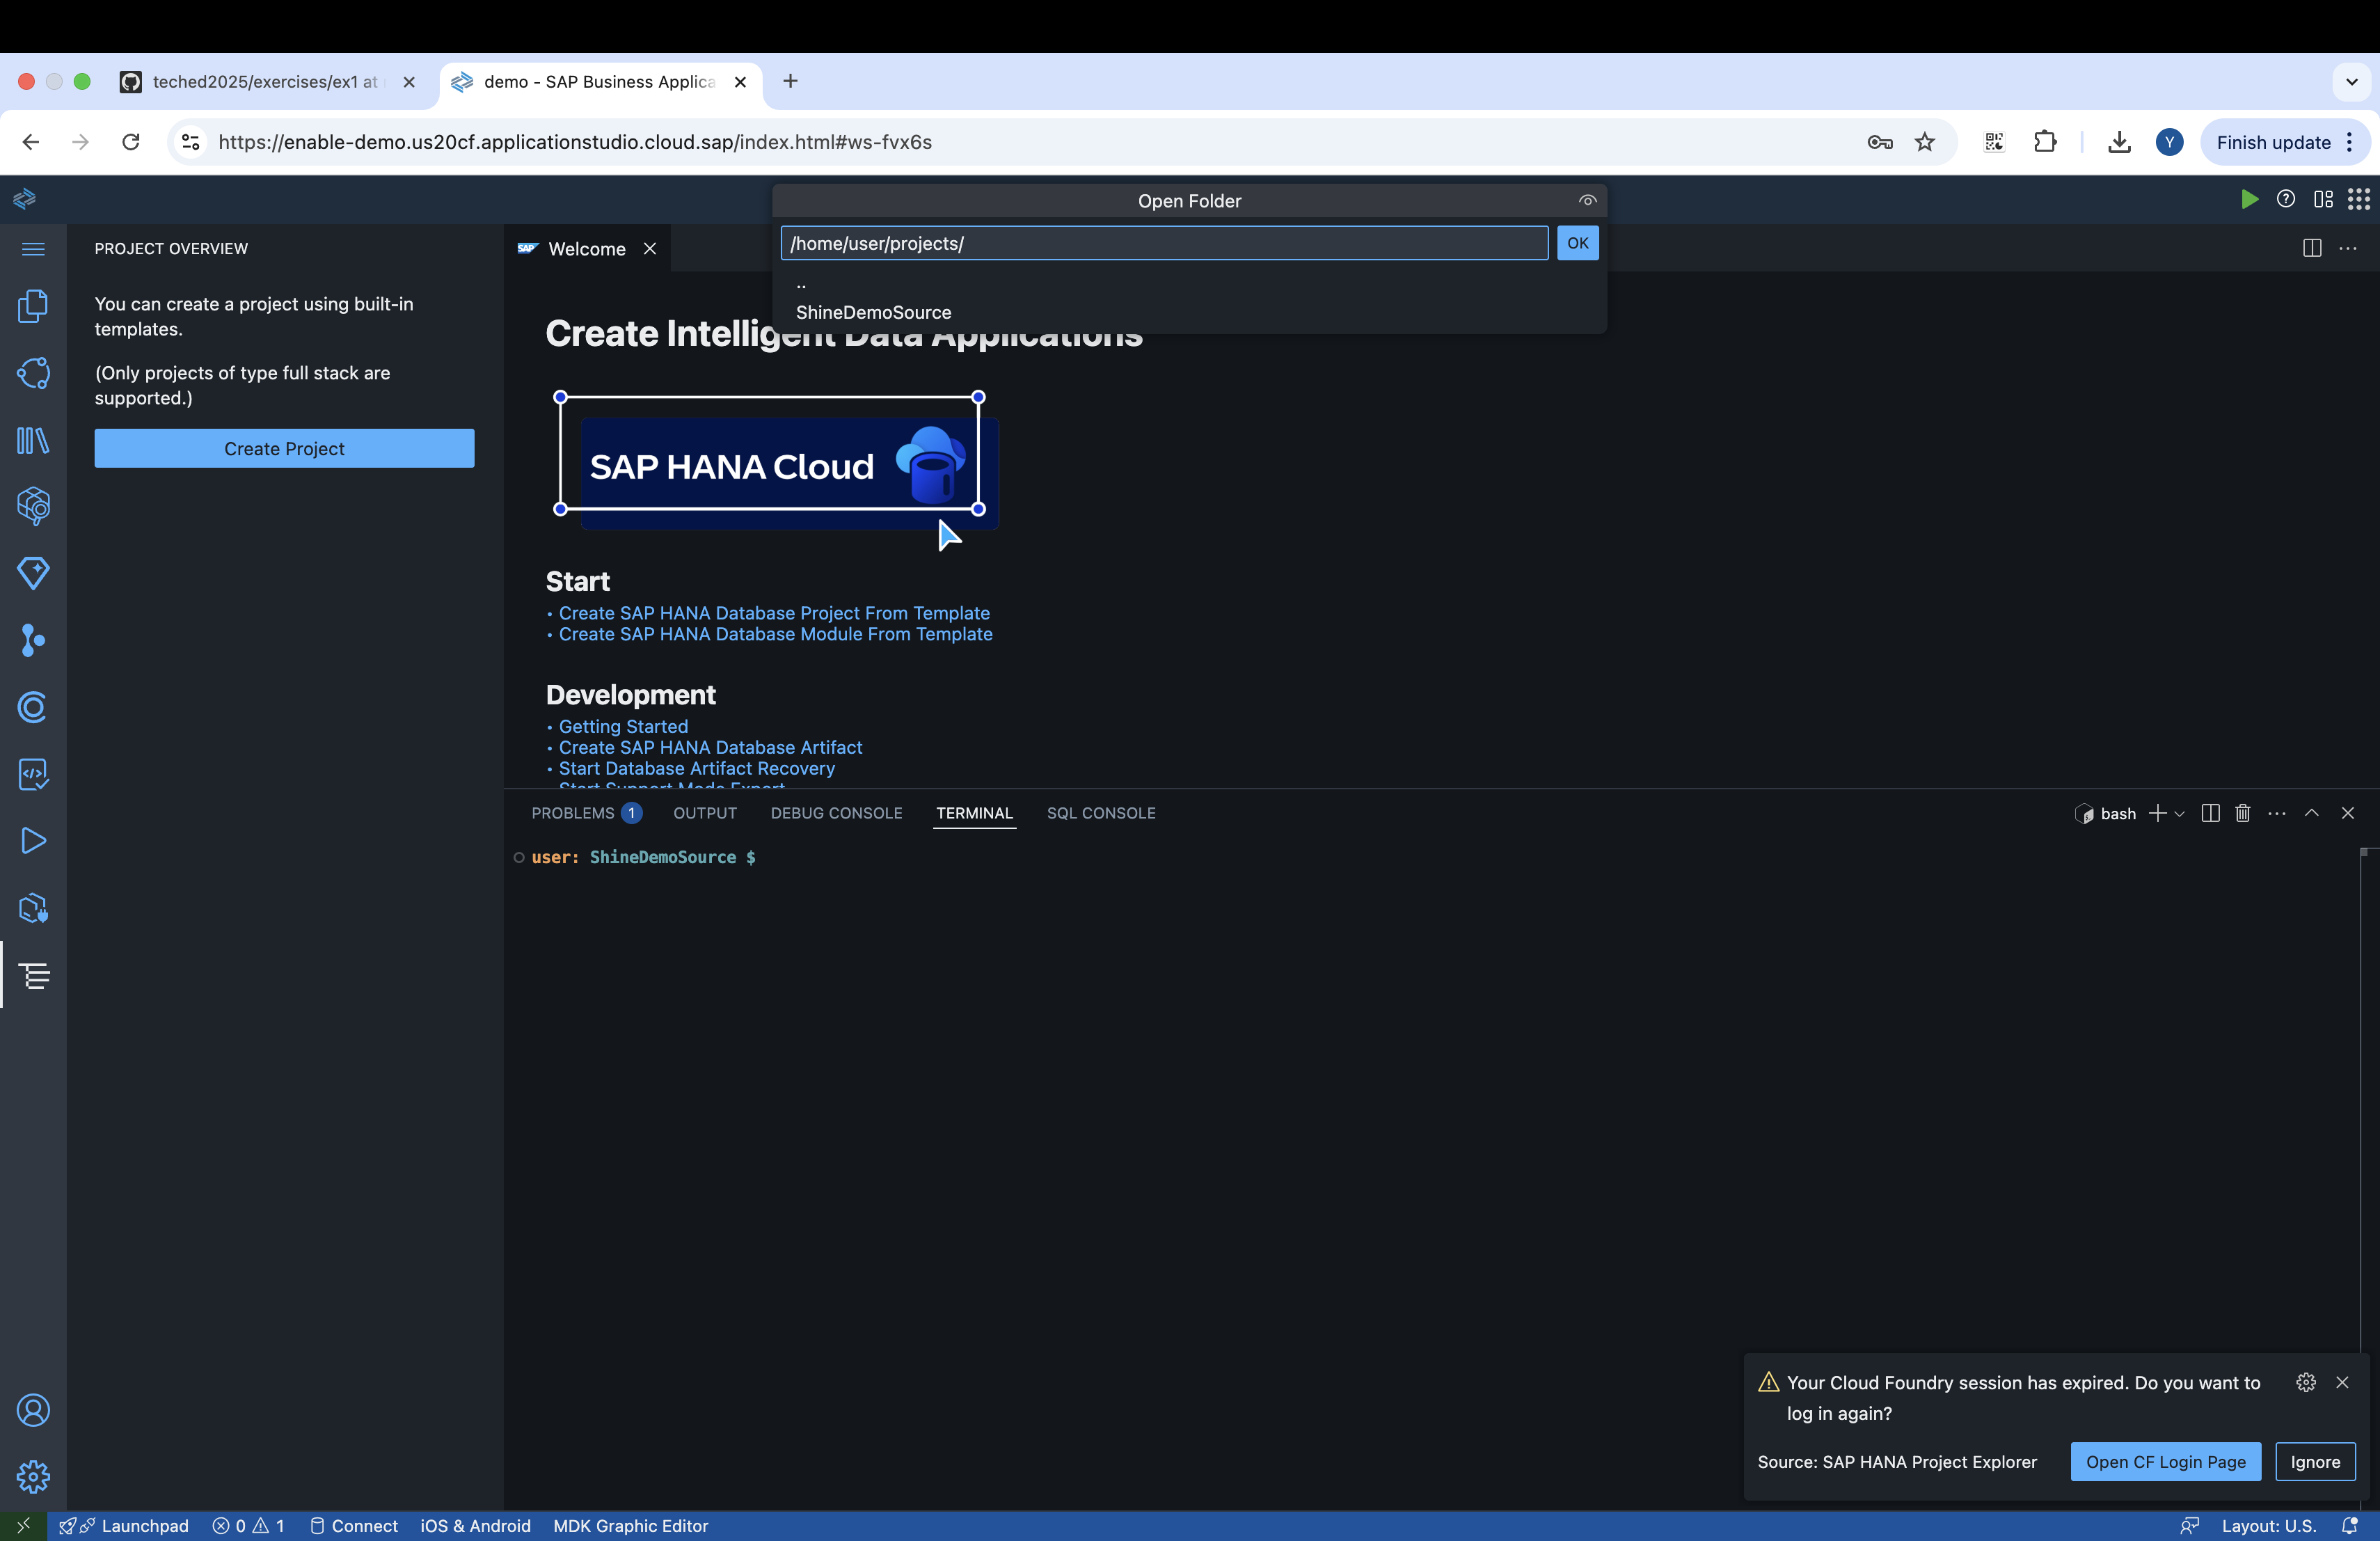 teched2025/exercises/ex1 at
demo - SAP Business Applica
https://enable-demo.us20cf.applicationstudio.cloud.sap/index.html#ws-fvx6s
Y
Finish update
Open Folder
/home/user/projects/
OK
..
ShineDemoSource
PROJECT OVERVIEW
You can create a project using built-in
templates.
(Only projects of type full stack are
supported.)
Create Project
SAP
Welcome
Create Intelligent Data Applications
SAP HANA Cloud
Start
• Create SAP HANA Database Project From Template
• Create SAP HANA Database Module From Template
Development
• Getting Started
• Create SAP HANA Database Artifact
• Start Database Artifact Recovery
Start Support Mode Export
PROBLEMS 1 OUTPUT DEBUG CONSOLE TERMINAL SQL CONSOLE
bash
user: ShineDemoSource $
Your Cloud Foundry session has expired. Do you want to
log in again?
Source: SAP HANA Project Explorer
Open CF Login Page
Ignore
Launchpad 0 1 Connect iOS & Android MDK Graphic Editor
Layout: U.S.